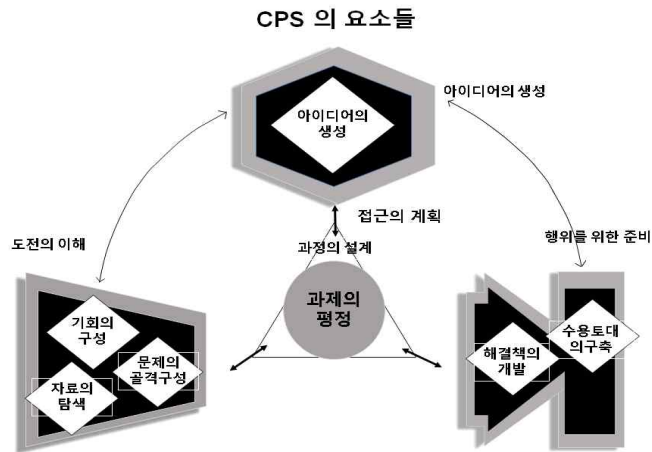 CPS 의 요소들
아이디어의 생성
아이디어의
생성
접근의 계획
도전의 이해
과정의 설계
행위를 위한 준비
과제의
평정
기회의
구성
문제의
골격구성
자료의
탐색
해결책의
개발
수용토대
의구축